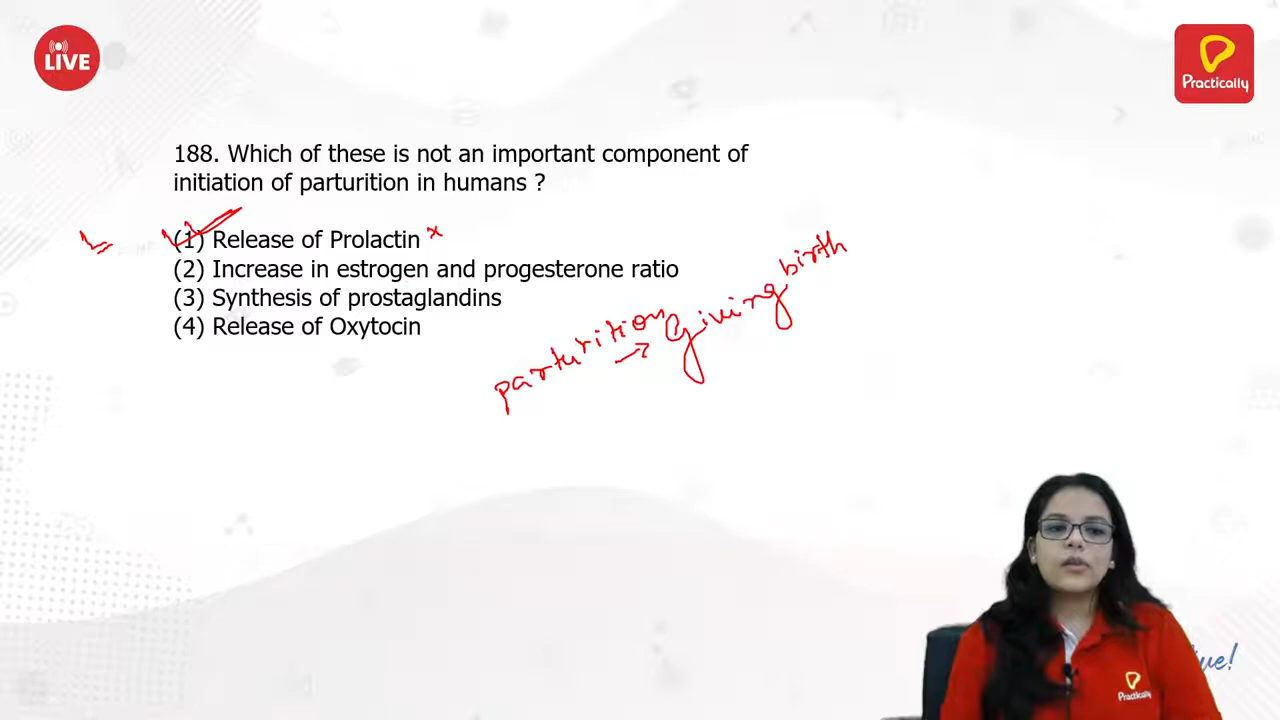 LIVE
Practically
188. Which of these is not an important component of
initiation of parturition in humans ?
(1) Release of Prolactin x
(2) Increase in estrogen and progesterone ratio
(3) Synthesis of prostaglandins
(4) Release of Oxytocin
parturition → giving birth
Practically